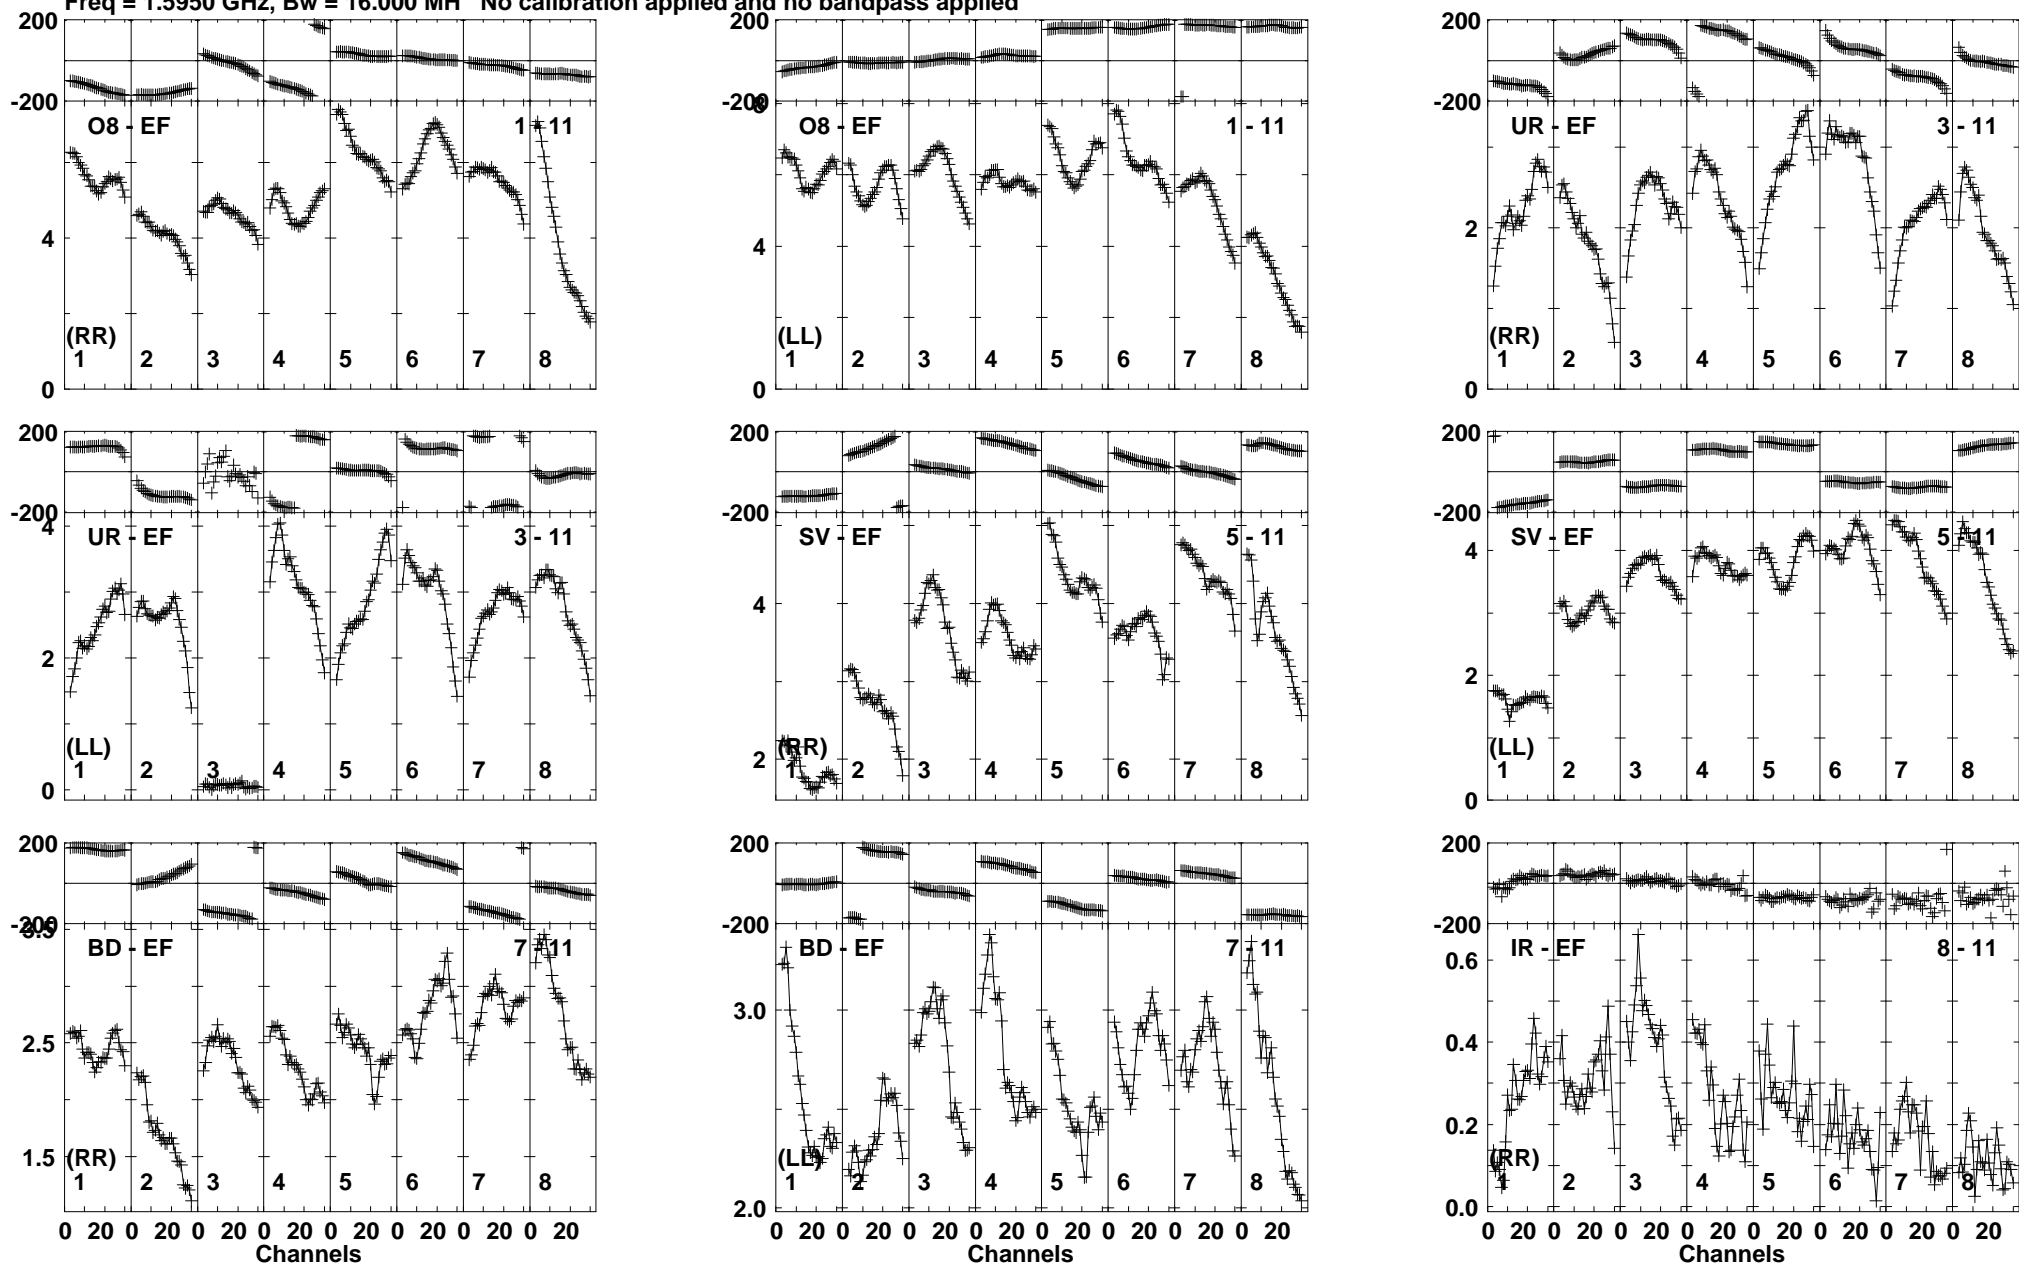 Freq = 1.5950 GHz, Bw = 16.000 MH No calibration applied and no bandpass applied
200
-200
O8 - EF 1 - 11
4
(RR)
1 2 3 4 5 6 7 8
0
200
-200
8
O8 - EF 1 - 11
4
(LL)
1 2 3 4 5 6 7 8
0
200
-200
UR - EF 3 - 11
2
(RR)
1 2 3 4 5 6 7 8
0
200
-200
4
UR - EF 3 - 11
2
(LL)
1 2 3 4 5 6 7 8
0
200
-200
SV - EF 5 - 11
4
(RR)
2
1 2 3 4 5 6 7 8
200
-200
SV - EF 5 - 11
4
2
(LL)
1 2 3 4 5 6 7 8
0
200
-200
3.5
BD - EF 7 - 11
2.5
1.5
(RR)
1 2 3 4 5 6 7 8
0 20 0 20 0 20 0 20 0 20 0 20 0 20 0 20
Channels
200
-200
BD - EF 7 - 11
3.0
(LL)
1 2 3 4 5 6 7 8
2.0
0 20 0 20 0 20 0 20 0 20 0 20 0 20 0 20
200
-200
IR - EF 8 - 11
0.6
0.4
0.2
(RR)
1 2 3 4 5 6 7 8
0.0
0 20 0 20 0 20 0 20 0 20 0 20 0 20 0 20
Channels